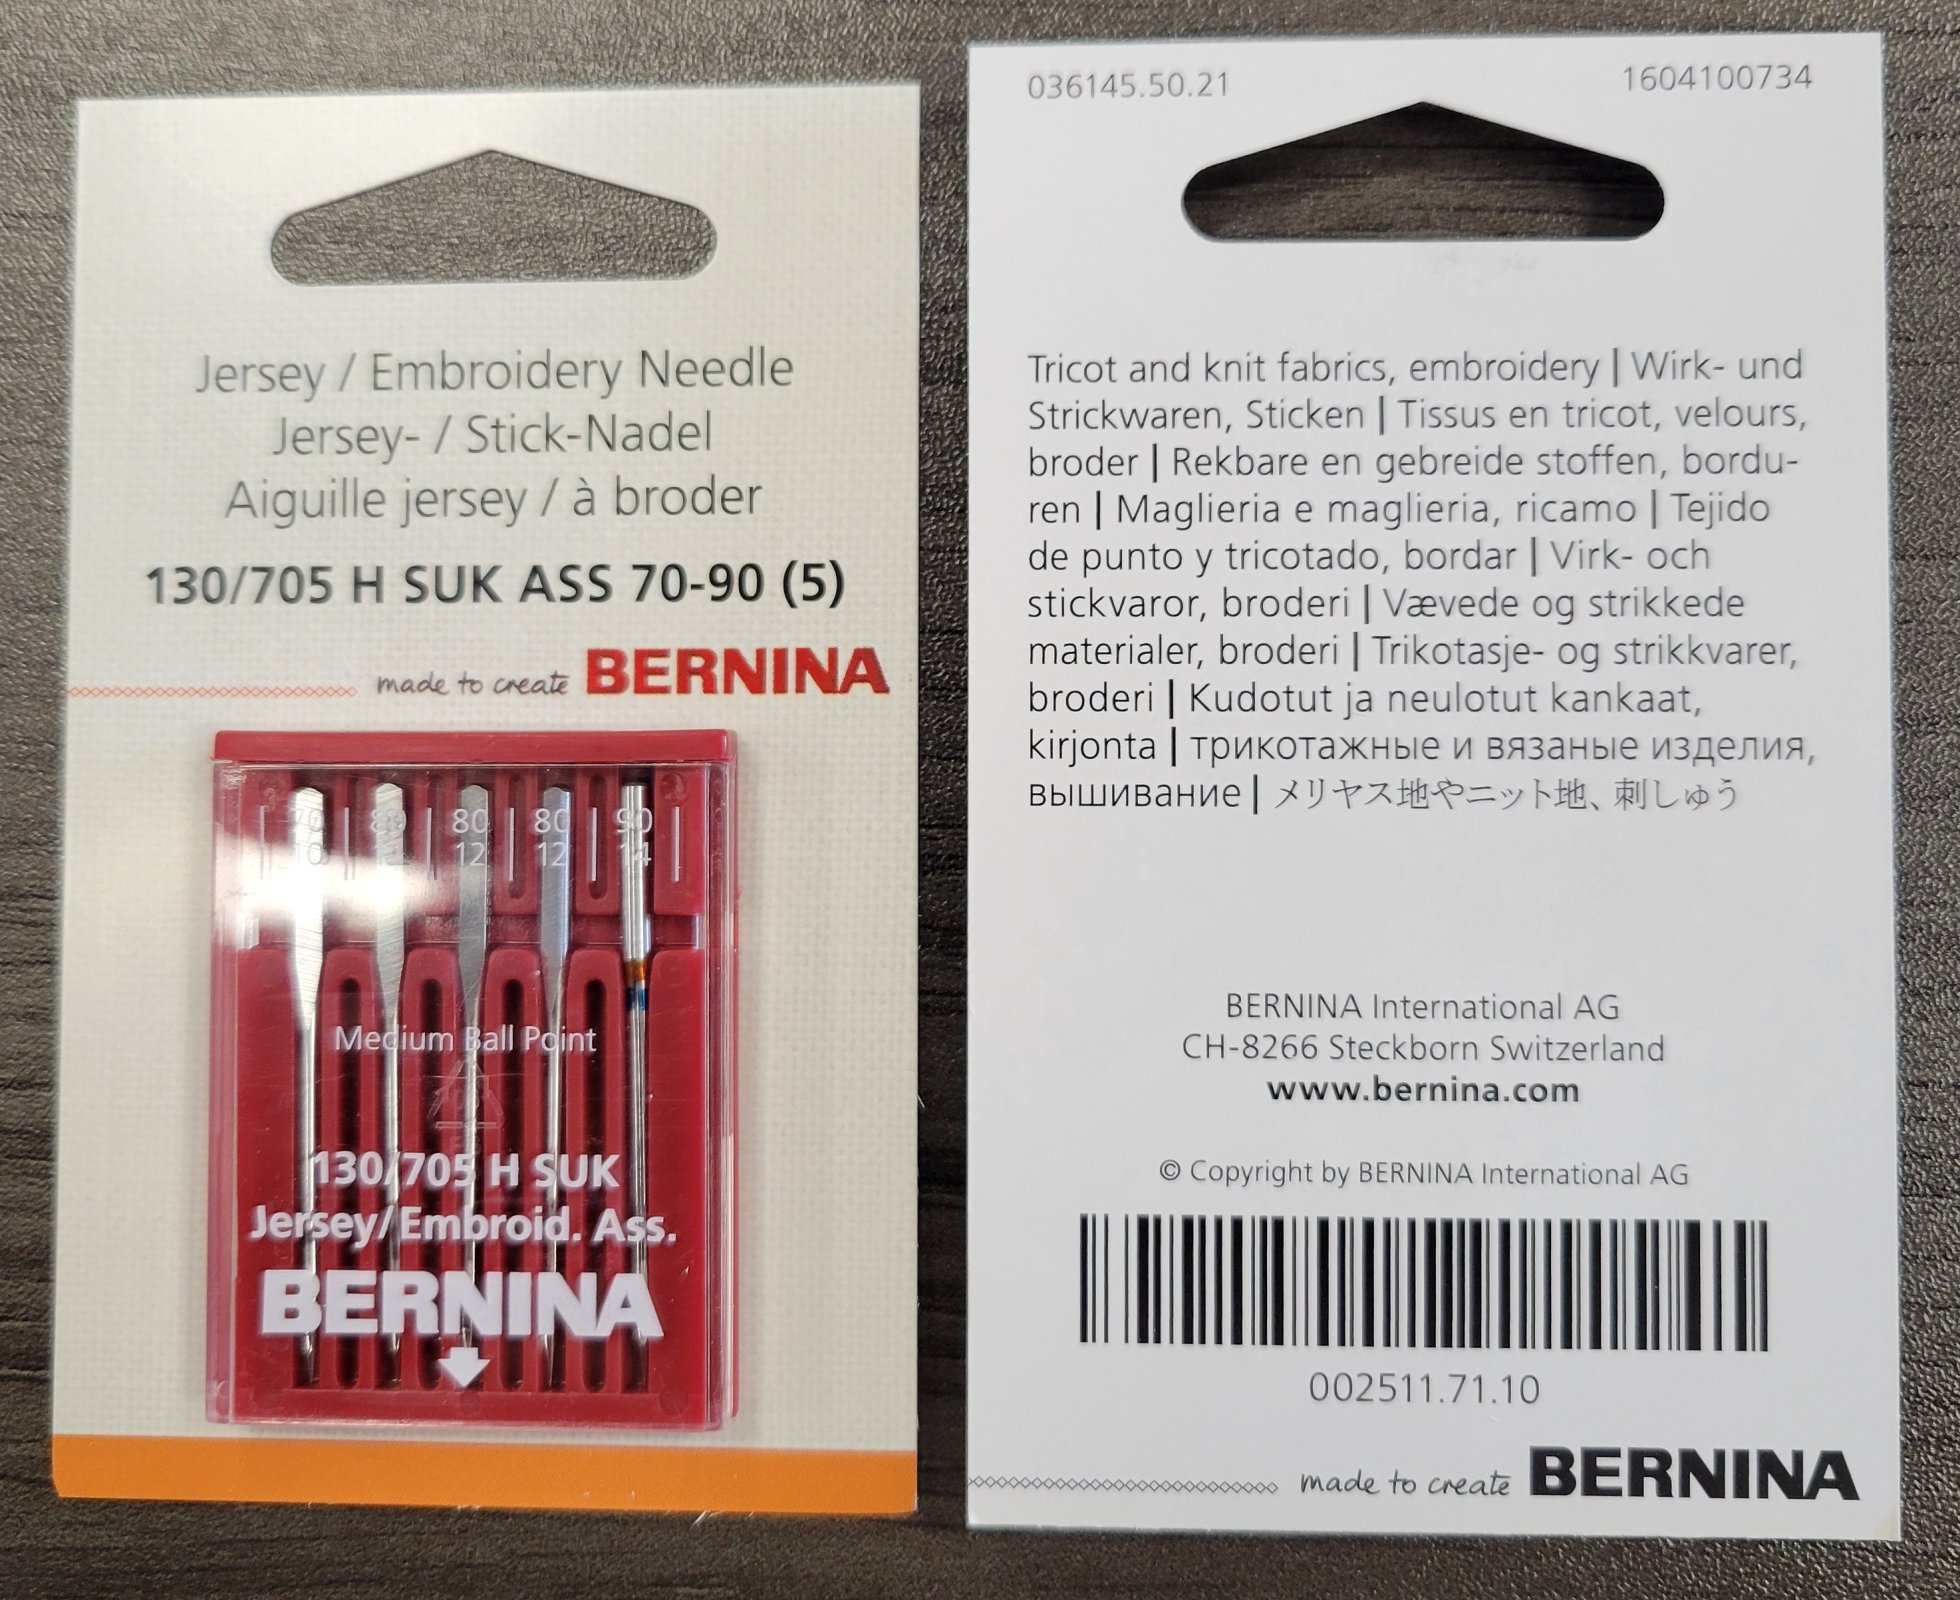 Jersey / Embroidery Needle
Jersey- / Stick-Nadel
Aiguille jersey / à broder
130/705 H SUK ASS 70-90 (5)
made to create BERNINA
70 80 80 80 90
10 12 12 14
Medium Ball Point
130/705 H SUK
Jersey/Embroid. Ass.
BERNINA
036145.50.21 1604100734
Tricot and knit fabrics, embroidery | Wirk- und
Strickwaren, Sticken | Tissus en tricot, velours,
broder | Rekbare en gebreide stoffen, bordu-
ren | Maglieria e maglieria, ricamo | Tejido
de punto y tricotado, bordar | Virk- och
stickvaror, broderi | Vævede og strikkede
materialer, broderi | Trikotasje- og strikkvarer,
broderi | Kudotut ja neulotut kankaat,
kirjonta | трикотажные и вязаные изделия,
вышивание | メリヤス地やニット地、刺しゅう
BERNINA International AG
CH-8266 Steckborn Switzerland
www.bernina.com
© Copyright by BERNINA International AG
002511.71.10
made to create BERNINA